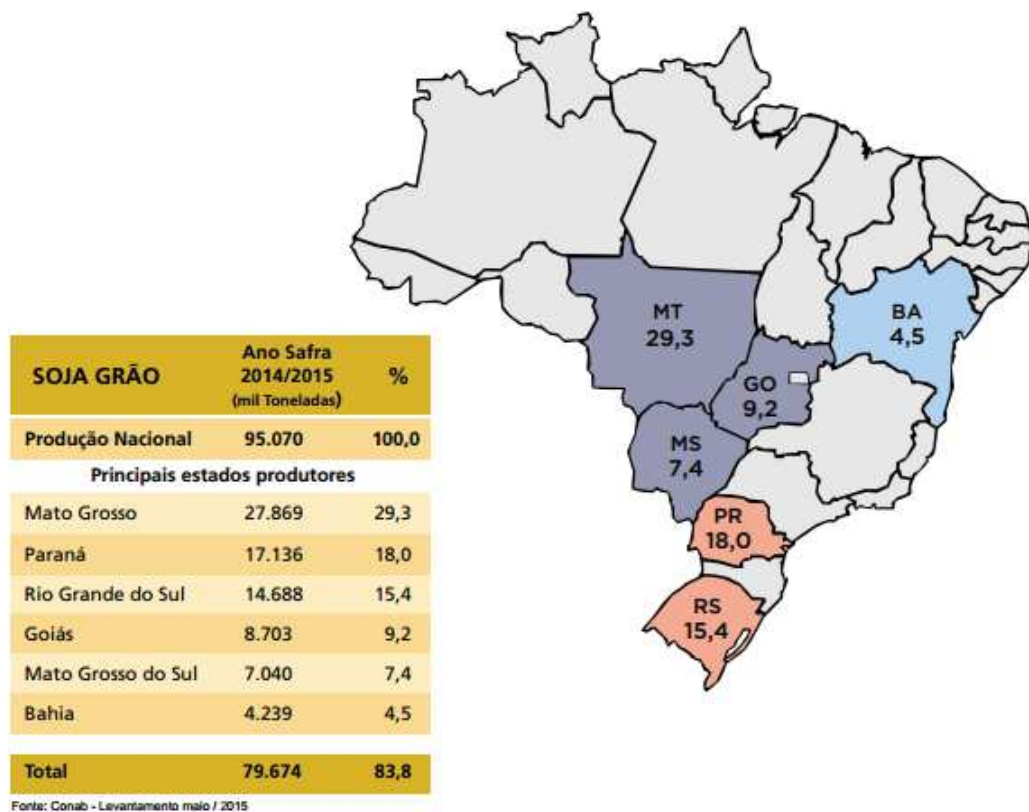 SOJA GRÃO
Ano Safra
2014/2015
(mil Toneladas)
%
Produção Nacional 95.070 100,0
Principais estados produtores
Mato Grosso 27.869 29,3
Paraná 17.136 18,0
Rio Grande do Sul 14.688 15,4
Goiás 8.703 9,2
Mato Grosso do Sul 7.040 7,4
Bahia 4.239 4,5
Total 79.674 83,8
Fonte: Conab - Levantamento maio / 2015
MT
29,3
BA
4,5
GO
9,2
MS
7,4
PR
18,0
RS
15,4